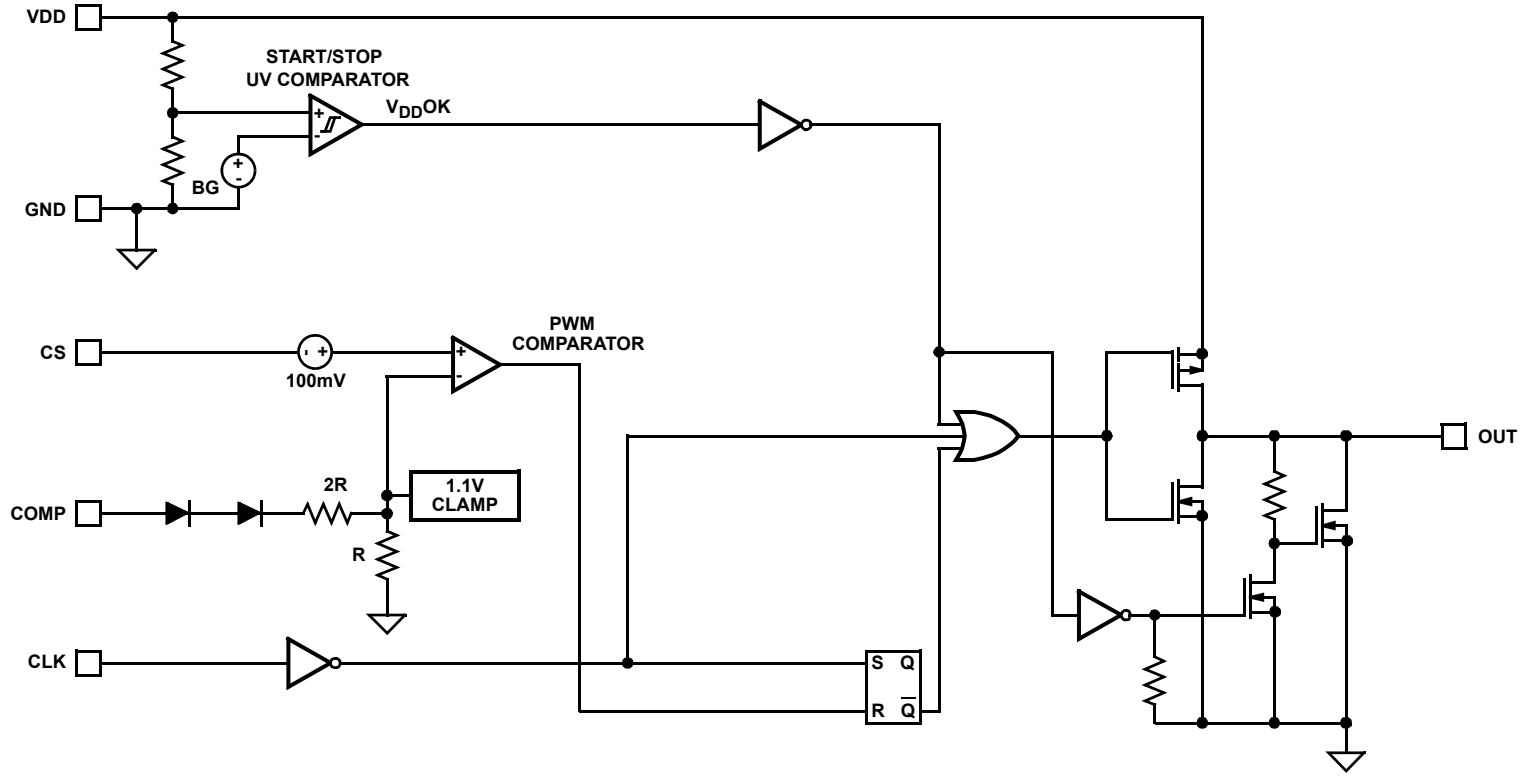 VDD
START/STOP
UV COMPARATOR
+
-
VDDOK
+
-
BG
GND
CS
- +
100mV
PWM
COMPARATOR
+
-
COMP
2R
1.1V
CLAMP
R
OUT
CLK
S Q
R Q̅